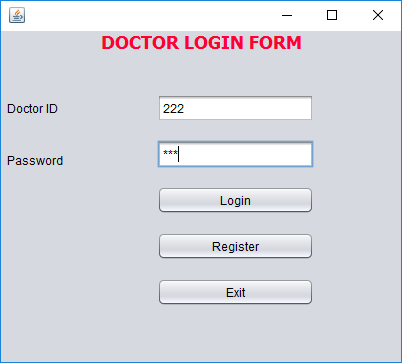 DOCTOR LOGIN FORM
Doctor ID 222
Password ***
Login
Register
Exit